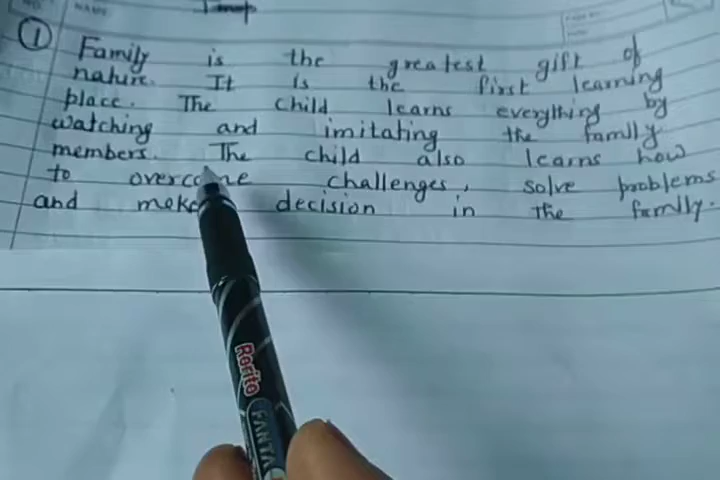 NAME
①
Family is the greatest gift of
nature. It is the first learning
place. The child learns everything by
watching and imitating the family
members. The child also learns how
to overcome challenges, solve problems
and make decision in the family.
Rorito
FANTA